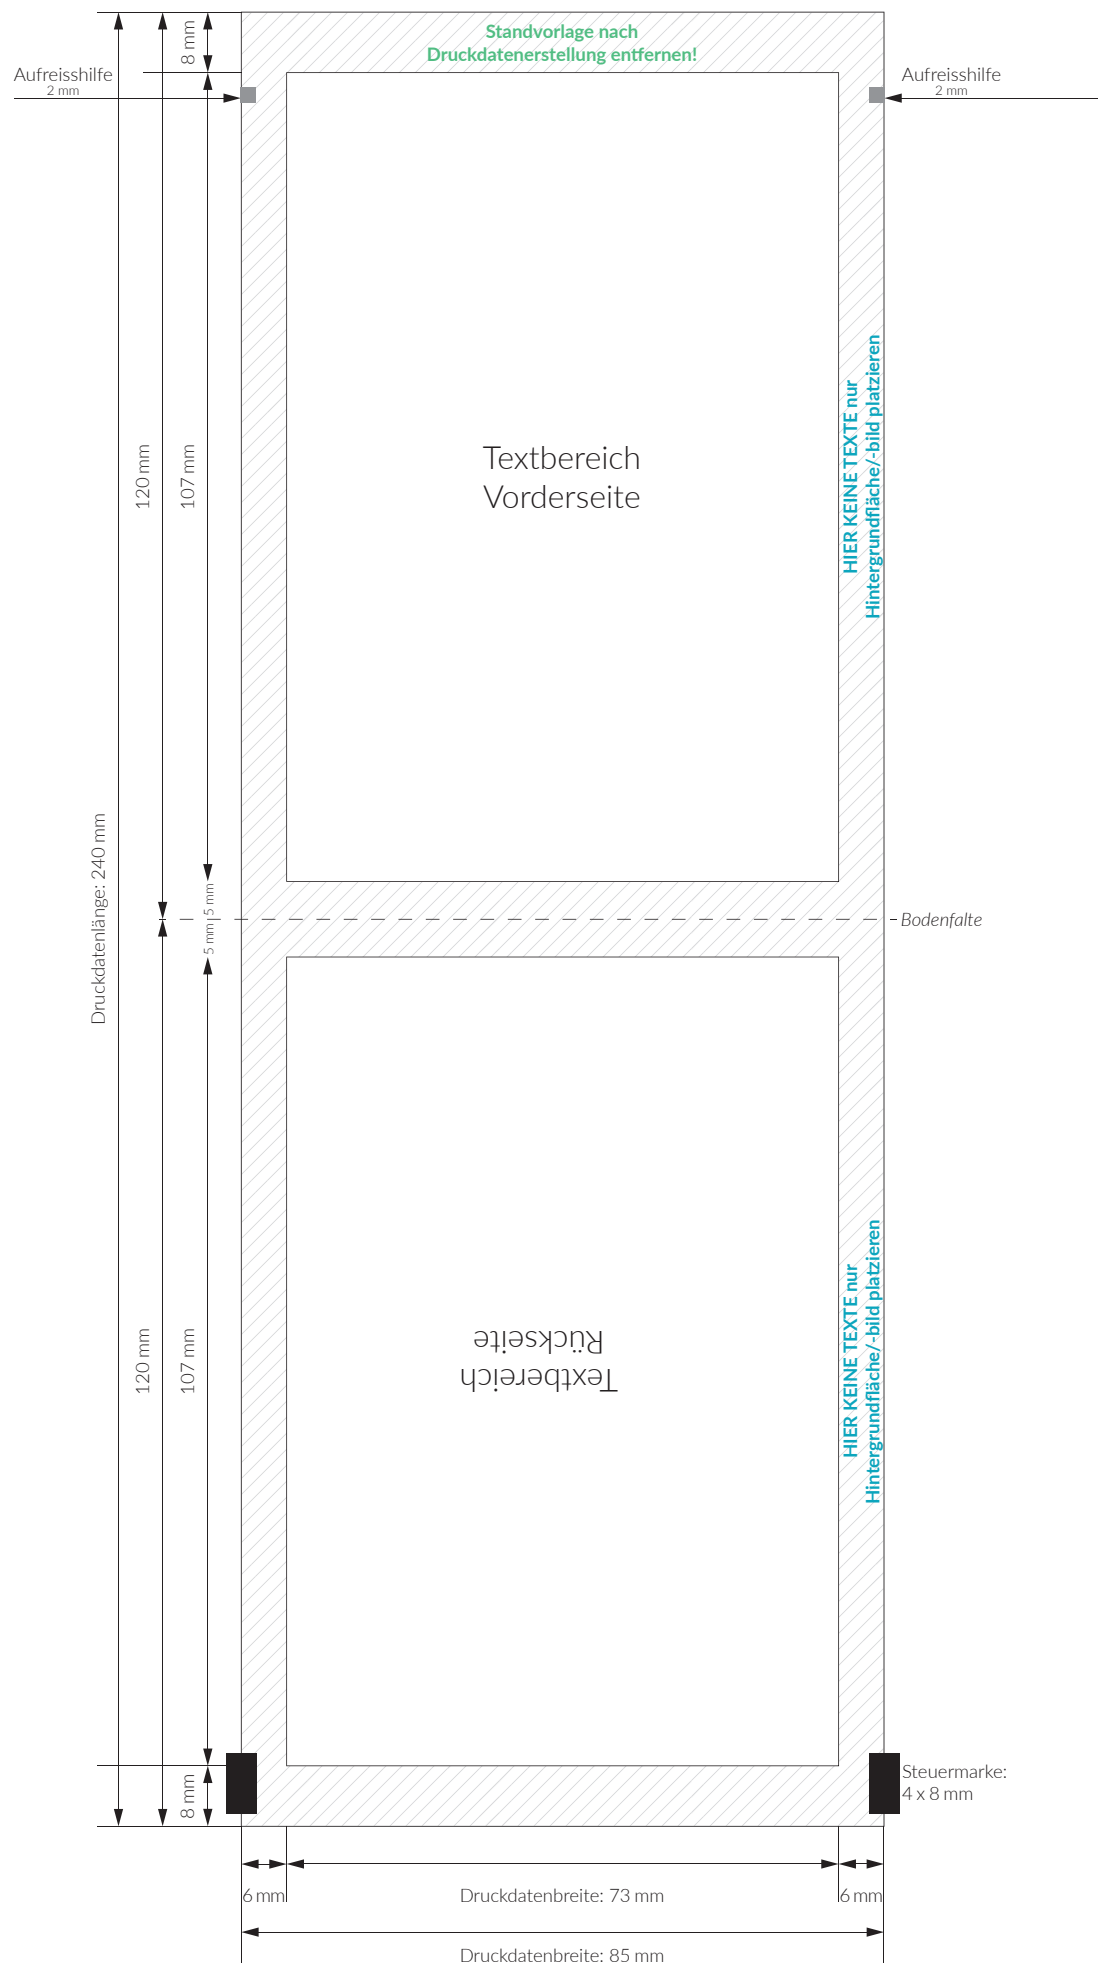 Standvorlage nach
Druckdatenerstellung entfernen!
8 mm
Aufreisshilfe
2 mm
Aufreisshilfe
2 mm
120 mm
107 mm
Textbereich
Vorderseite
HIER KEINE TEXTE nur
Hintergrundfläche/-bild platzieren
Druckdatenlänge: 240 mm
5 mm
5 mm
Bodenfalte
120 mm
107 mm
Textbereich
Rückseite
HIER KEINE TEXTE nur
Hintergrundfläche/-bild platzieren
8 mm
Steuermarke:
4 x 8 mm
6 mm
Druckdatenbreite: 73 mm
6 mm
Druckdatenbreite: 85 mm